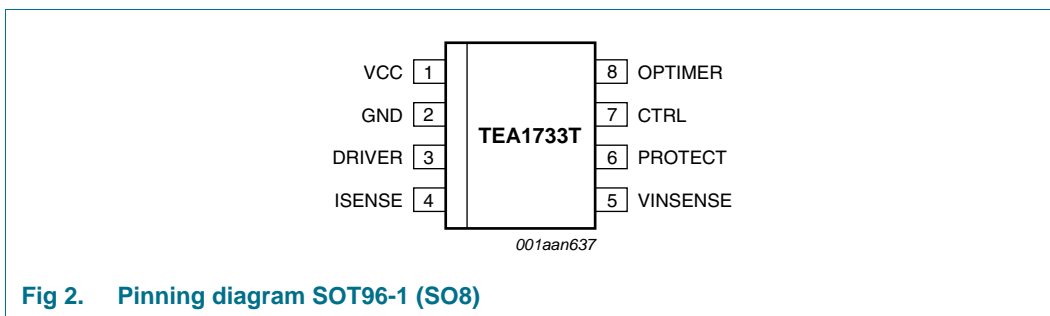 VCC 1 8 OPTIMER
GND 2 7 CTRL
TEA1733T
DRIVER 3 6 PROTECT
ISENSE 4 5 VINSENSE
001aan637
Fig 2. Pinning diagram SOT96-1 (SO8)